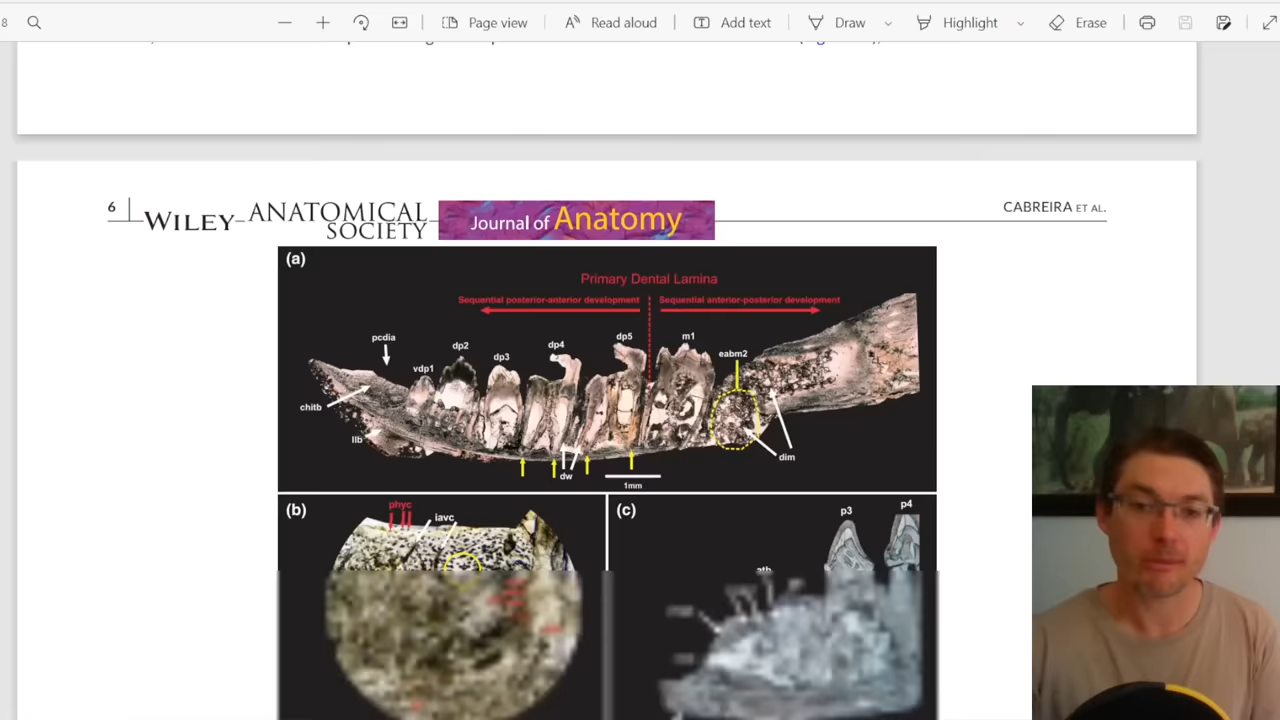 8
Page view
Read aloud
Add text
Draw
Highlight
Erase
6
WILEY
ANATOMICAL
SOCIETY
Journal of Anatomy
CABREIRA ET AL.
(a)
Primary Dental Lamina
Sequential posterior-anterior development
Sequential anterior-posterior development
pcdia
vdp1
dp2
dp3
dp4
dp5
m1
eabm2
chitb
llb
dw
1mm
dim
(b)
phyc
iavc
(c)
p3
p4